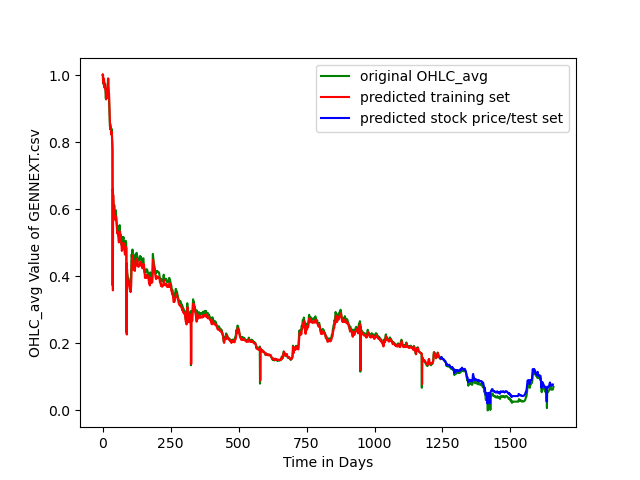 original OHLC_avg
predicted training set
predicted stock price/test set
OHLC_avg Value of GENNEXT.csv
1.0
0.8
0.6
0.4
0.2
0.0
0 250 500 750 1000 1250 1500
Time in Days